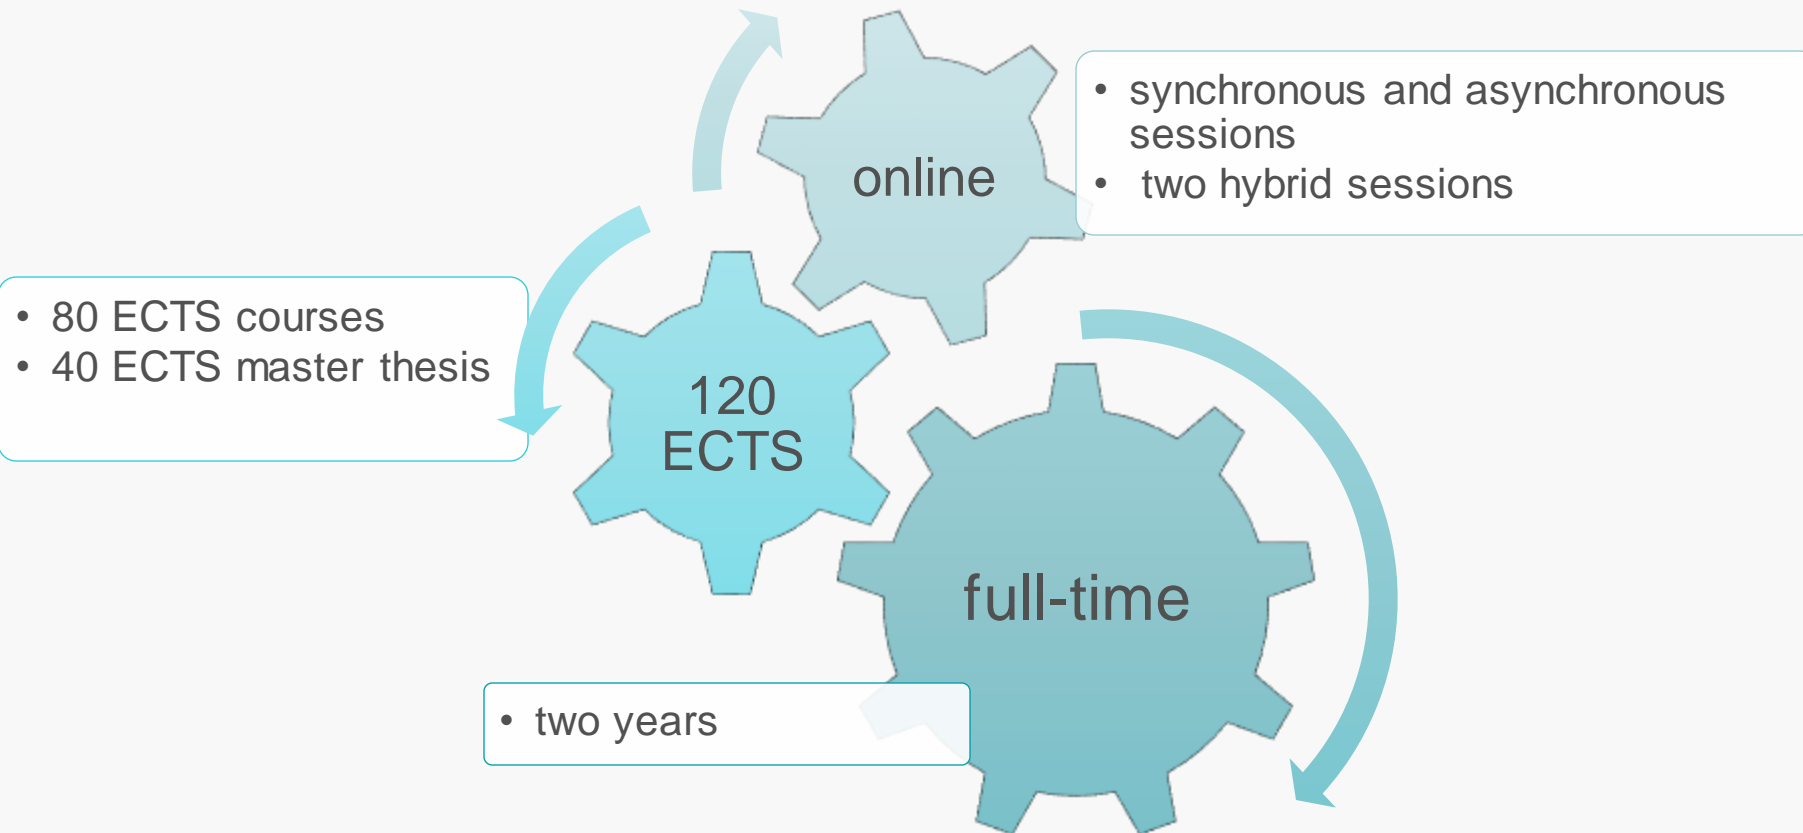 online
• synchronous and asynchronous
sessions
• two hybrid sessions
• 80 ECTS courses
• 40 ECTS master thesis
120
ECTS
full-time
• two years